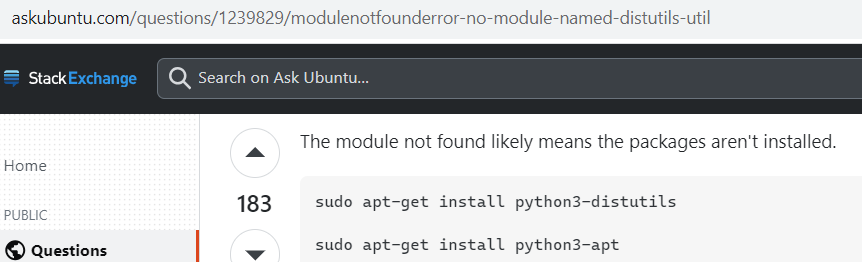 askubuntu.com/questions/1239829/modulenotfounderror-no-module-named-distutils-util
StackExchange
Search on Ask Ubuntu...
Home
PUBLIC
Questions
The module not found likely means the packages aren't installed.
183
sudo apt-get install python3-distutils
sudo apt-get install python3-apt